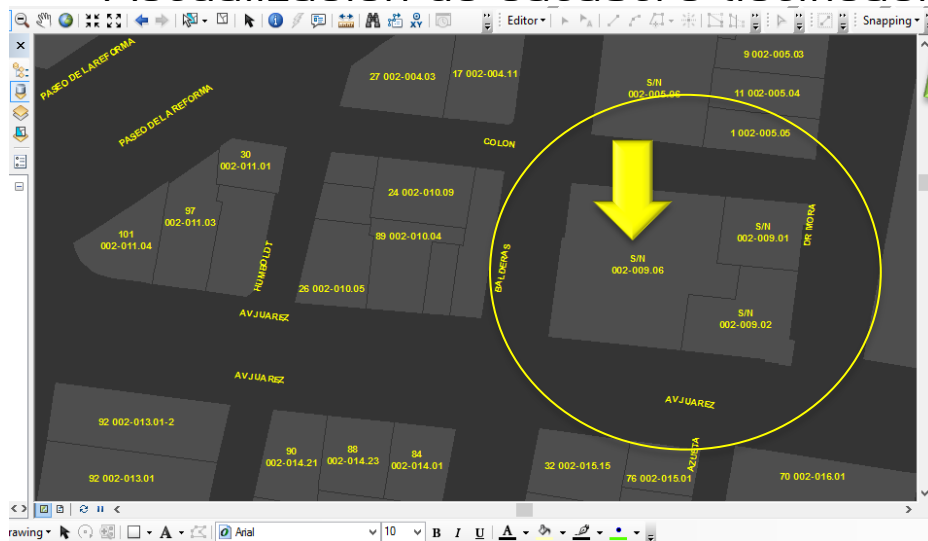 Editor
Snapping
PASEO DE LA REFORMA
PASEO DE LA REFORMA
27 002-004.03
17 002-004.11
S/N
002-005.06
9 002-005.03
11 002-005.04
1 002-005.05
COLON
30
002-011.01
24 002-010.09
97
002-011.03
101
002-011.04
89 002-010.04
HUMBOLDT
26 002-010.05
BALDERAS
S/N
002-009.06
S/N
002-009.01
DR MORA
S/N
002-009.02
AV JUAREZ
AV JUAREZ
AV JUAREZ
92 002-013.01-2
92 002-013.01
90
002-014.21
88
002-014.23
84
002-014.01
32 002-015.15
AZUETA
76 002-015.01
70 002-016.01
rawing
A
Arial
10
B I U A